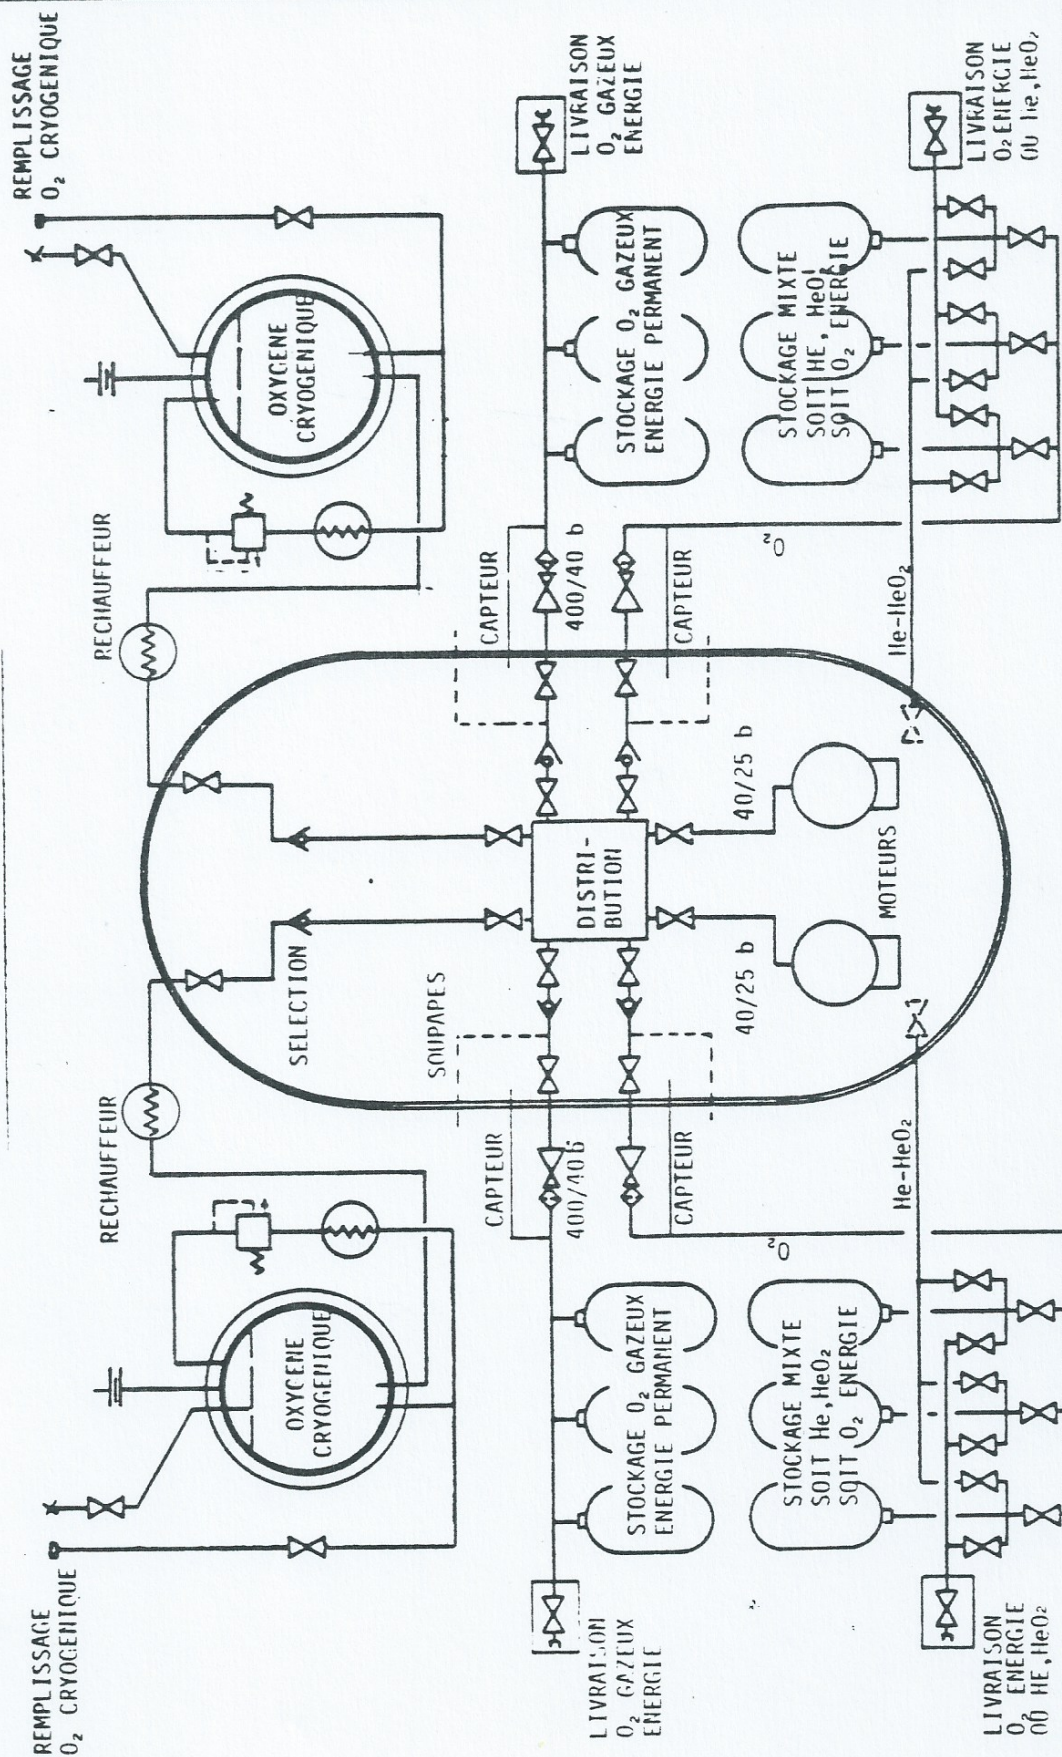 REMPLISSAGE
O₂ CRYOGENIQUE
REMPLISSAGE
O₂ CRYOGENIQUE
RECHAUFFEUR
RECHAUFFEUR
OXYGENE
CRYOGENIQUE
SELECTION
OXYGENE
CRYOGENIQUE
SOUPAPES
CAPTEUR
CAPTEUR
400/40 b
400/40 b
LIVRAISON
O₂ GAZEUX
ENERGIE
STOCKAGE O₂ GAZEUX
ENERGIE PERMANENT
DISTRI-
BUTION
STOCKAGE O₂ GAZEUX
ENERGIE PERMANENT
LIVRAISON
O₂ GAZEUX
ENERGIE
CAPTEUR
CAPTEUR
40/25 b
40/25 b
O₂
O₂
STOCKAGE MIXTE
SOIT He,HeO₂
SOIT O₂ ENERGIE
STOCKAGE MIXTE
SOIT HE, HeO₂
SOIT O₂ ENERGIE
MOTEURS
He-HeO₂
He-HeO₂
LIVRAISON
O₂ ENERGIE
OU HE,HeO₂
LIVRAISON
O₂ ENERGIE
OU He,HeO₂